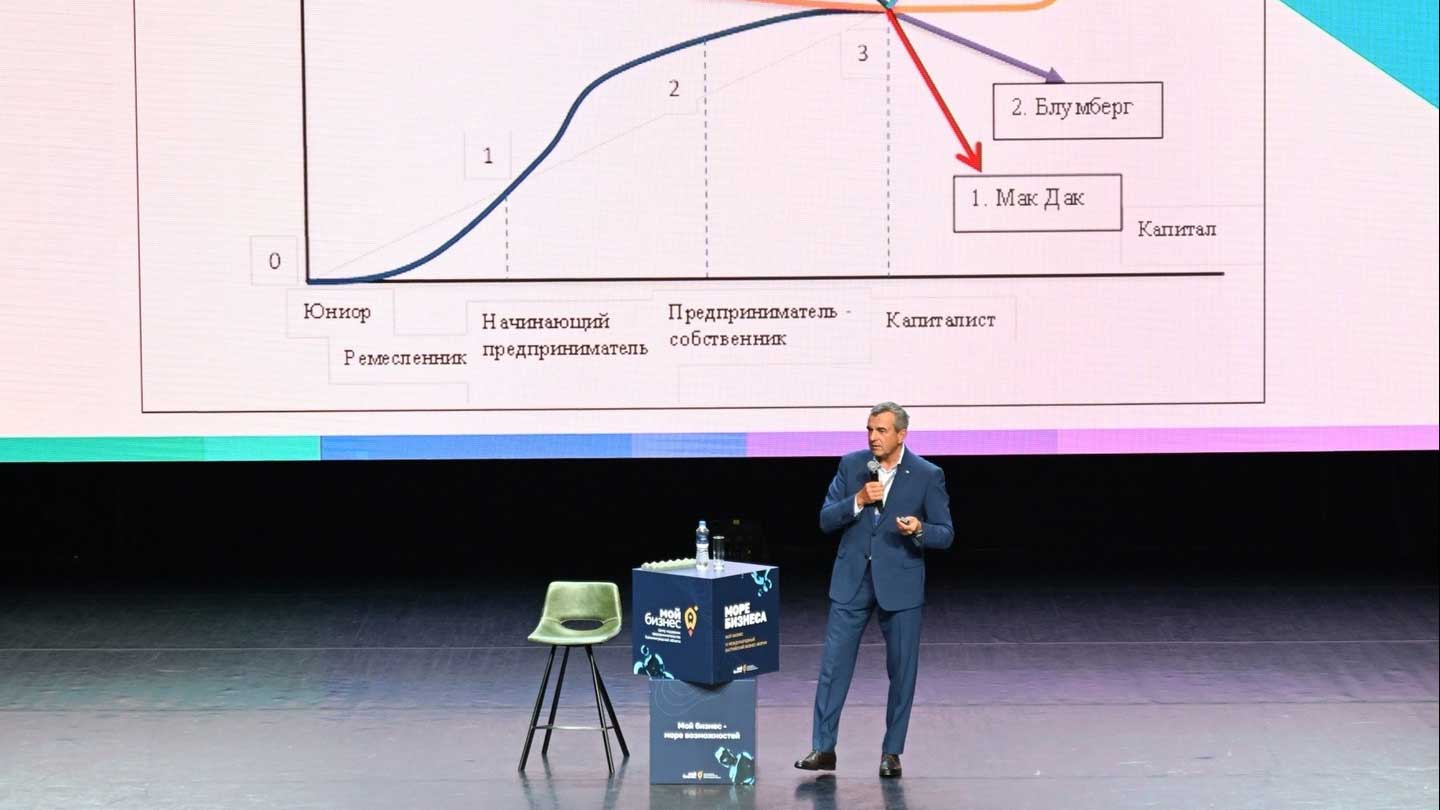 3
2
2. Блумберг
1
1. Мак Дак
Капитал
0
Юниор
Начинающий
предприниматель
Предприниматель -
собственник
Капиталист
Ремесленник
мой
бизнес
МОРЕ
БИЗНЕСА
Мой бизнес -
море возможностей